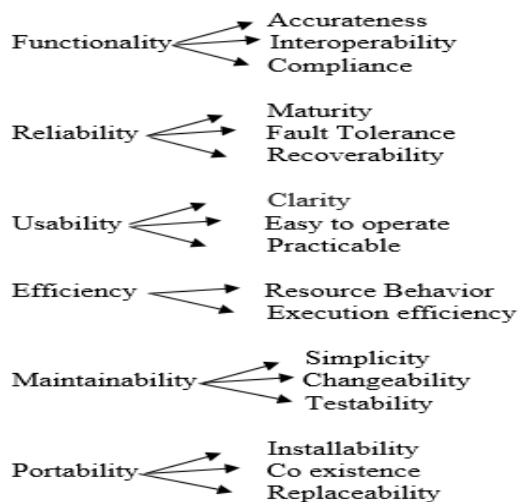 Accurateness
Functionality Interoperability
Compliance
Maturity
Reliability Fault Tolerance
Recoverability
Clarity
Usability Easy to operate
Practicable
Efficiency Resource Behavior
Execution efficiency
Simplicity
Maintainability Changeability
Testability
Installability
Portability Co existence
Replaceability